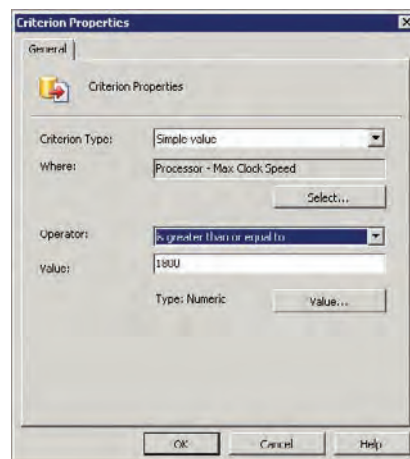 Criterion Properties
General
Criterion Properties
Criterion Type: Simple value
Where: Processor - Max Clock Speed
Select...
Operator: is greater than or equal to
Value: 1800
Type: Numeric Value...
OK Cancel Help